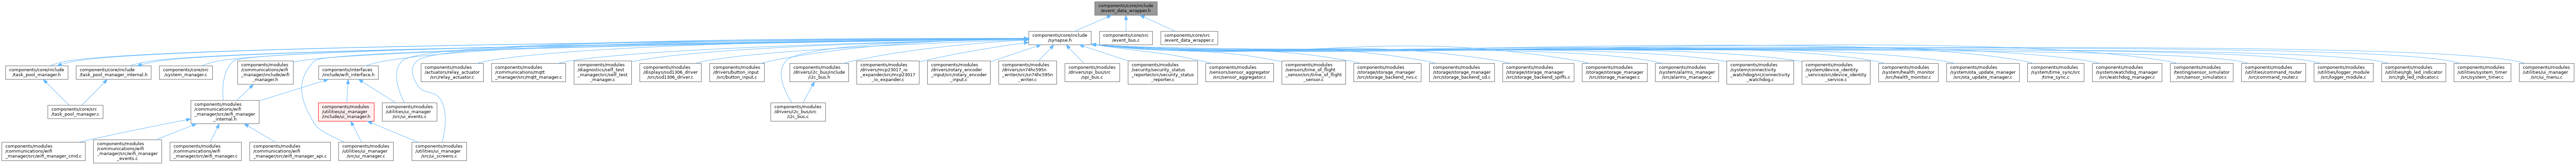 components/core/include
/event_data_wrapper.h
components/core/include
/synapse.h
components/core/src
/event_bus.c
components/core/src
/event_data_wrapper.c
components/core/include
/task_pool_manager.h
components/core/include
/task_pool_manager_internal.h
components/core/src
/system_manager.c
components/modules
/communications/wifi
_manager/include/wifi
_manager.h
components/interfaces
/include/wifi_interface.h
components/modules
/actuators/relay_actuator
/src/relay_actuator.c
components/modules
/communications/mqtt
_manager/src/mqtt_manager.c
components/modules
/diagnostics/self_test
_manager/src/self_test
_manager.c
components/modules
/displays/ssd1306_driver
/src/ssd1306_driver.c
components/modules
/drivers/button_input
/src/button_input.c
components/modules
/drivers/i2c_bus/include
/i2c_bus.h
components/modules
/drivers/mcp23017_io
_expander/src/mcp23017
_io_expander.c
components/modules
/drivers/rotary_encoder
_input/src/rotary_encoder
_input.c
components/modules
/drivers/sn74hc595n
_writer/src/sn74hc595n
_writer.c
components/modules
/drivers/spi_bus/src
/spi_bus.c
components/modules
/security/security_status
_reporter/src/security_status
_reporter.c
components/modules
/sensors/sensor_aggregator
/src/sensor_aggregator.c
components/modules
/sensors/time_of_flight
_sensor/src/time_of_flight
_sensor.c
components/modules
/storage/storage_manager
/src/storage_backend_nvs.c
components/modules
/storage/storage_manager
/src/storage_backend_sd.c
components/modules
/storage/storage_manager
/src/storage_backend_spiffs.c
components/modules
/storage/storage_manager
/src/storage_manager.c
components/modules
/system/alarms_manager
/src/alarms_manager.c
components/modules
/system/connectivity
_watchdog/src/connectivity
_watchdog.c
components/modules
/system/device_identity
_service/src/device_identity
_service.c
components/modules
/system/health_monitor
/src/health_monitor.c
components/modules
/system/ota_update_manager
/src/ota_update_manager.c
components/modules
/system/time_sync/src
/time_sync.c
components/modules
/system/watchdog_manager
/src/watchdog_manager.c
components/modules
/testing/sensor_simulator
/src/sensor_simulator.c
components/modules
/utilities/command_router
/src/command_router.c
components/modules
/utilities/logger_module
/src/logger_module.c
components/modules
/utilities/rgb_led_indicator
/src/rgb_led_indicator.c
components/modules
/utilities/system_timer
/src/system_timer.c
components/modules
/utilities/ui_manager
/src/ui_menu.c
components/core/src
/task_pool_manager.c
components/modules
/communications/wifi
_manager/src/wifi_manager
_internal.h
components/modules
/utilities/ui_manager
/include/ui_manager.h
components/modules
/utilities/ui_manager
/src/ui_events.c
components/modules
/drivers/i2c_bus/src
/i2c_bus.c
components/modules
/communications/wifi
_manager/src/wifi_manager_cmd.c
components/modules
/communications/wifi
_manager/src/wifi_manager
_events.c
components/modules
/communications/wifi
_manager/src/wifi_manager.c
components/modules
/communications/wifi
_manager/src/wifi_manager_api.c
components/modules
/utilities/ui_manager
/src/ui_manager.c
components/modules
/utilities/ui_manager
/src/ui_screens.c